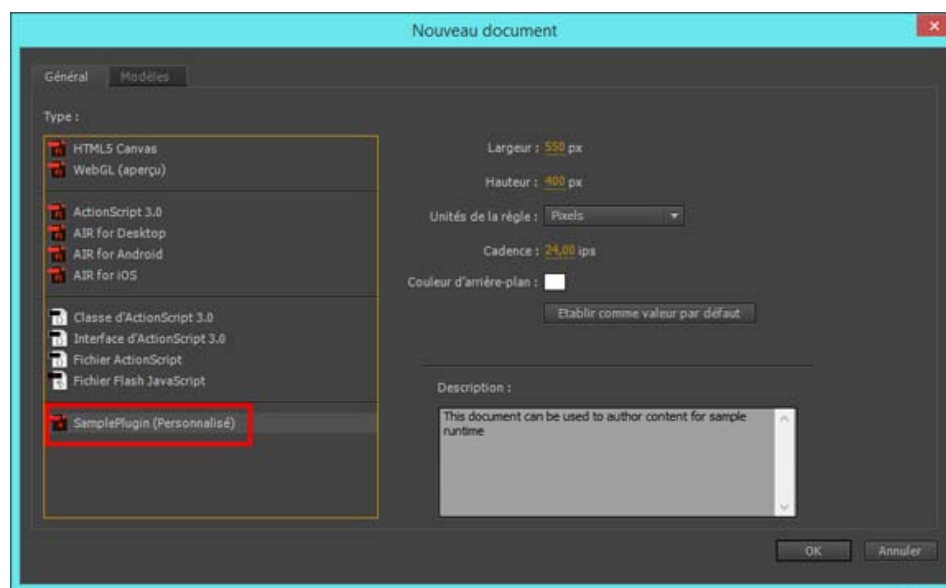 Nouveau document
Général Modèles
Type :
HTML5 Canvas
WebGL (aperçu)
ActionScript 3.0
AIR for Desktop
AIR for Android
AIR for iOS
Classe d'ActionScript 3.0
Interface d'ActionScript 3.0
Fichier ActionScript
Fichier Flash JavaScript
SamplePlugin (Personnalisé)
Largeur : 550 px
Hauteur : 400 px
Unités de la règle : Pixels
Cadence : 24,00 ips
Couleur d'arrière-plan :
Etablir comme valeur par défaut
Description :
This document can be used to author content for sample
runtime
OK Annuler